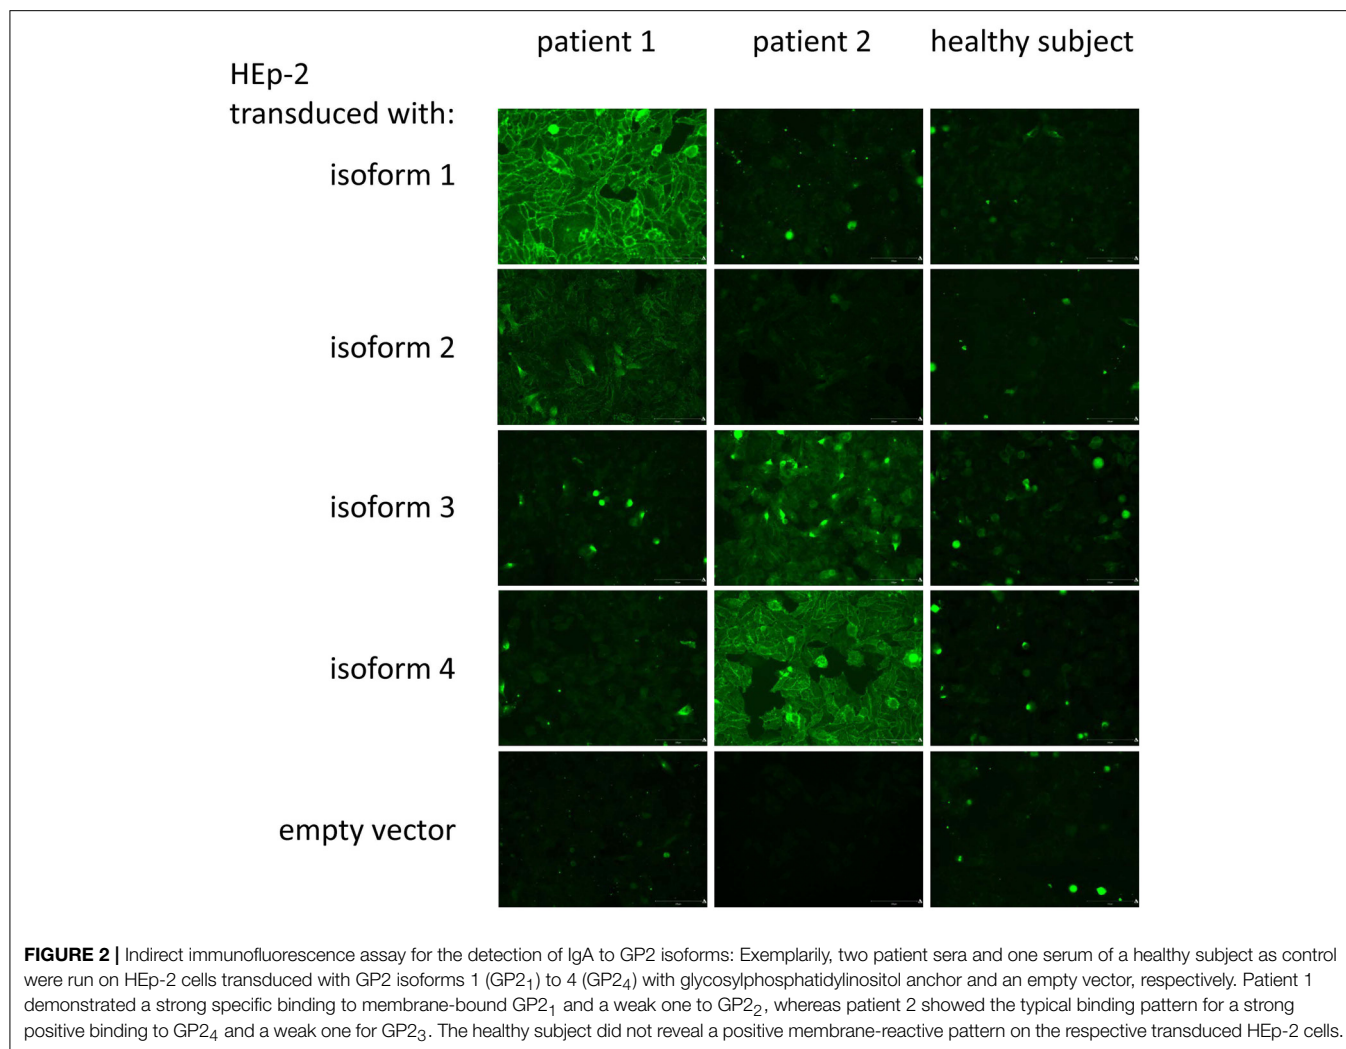 patient 1 patient 2 healthy subject
HEp-2
transduced with:
isoform 1
isoform 2
isoform 3
isoform 4
empty vector
FIGURE 2 | Indirect immunofluorescence assay for the detection of IgA to GP2 isoforms: Exemplarily, two patient sera and one serum of a healthy subject as control
were run on HEp-2 cells transduced with GP2 isoforms 1 (GP2₁) to 4 (GP2₄) with glycosylphosphatidylinositol anchor and an empty vector, respectively. Patient 1
demonstrated a strong specific binding to membrane-bound GP2₁ and a weak one to GP2₂, whereas patient 2 showed the typical binding pattern for a strong
positive binding to GP2₄ and a weak one for GP2₃. The healthy subject did not reveal a positive membrane-reactive pattern on the respective transduced HEp-2 cells.